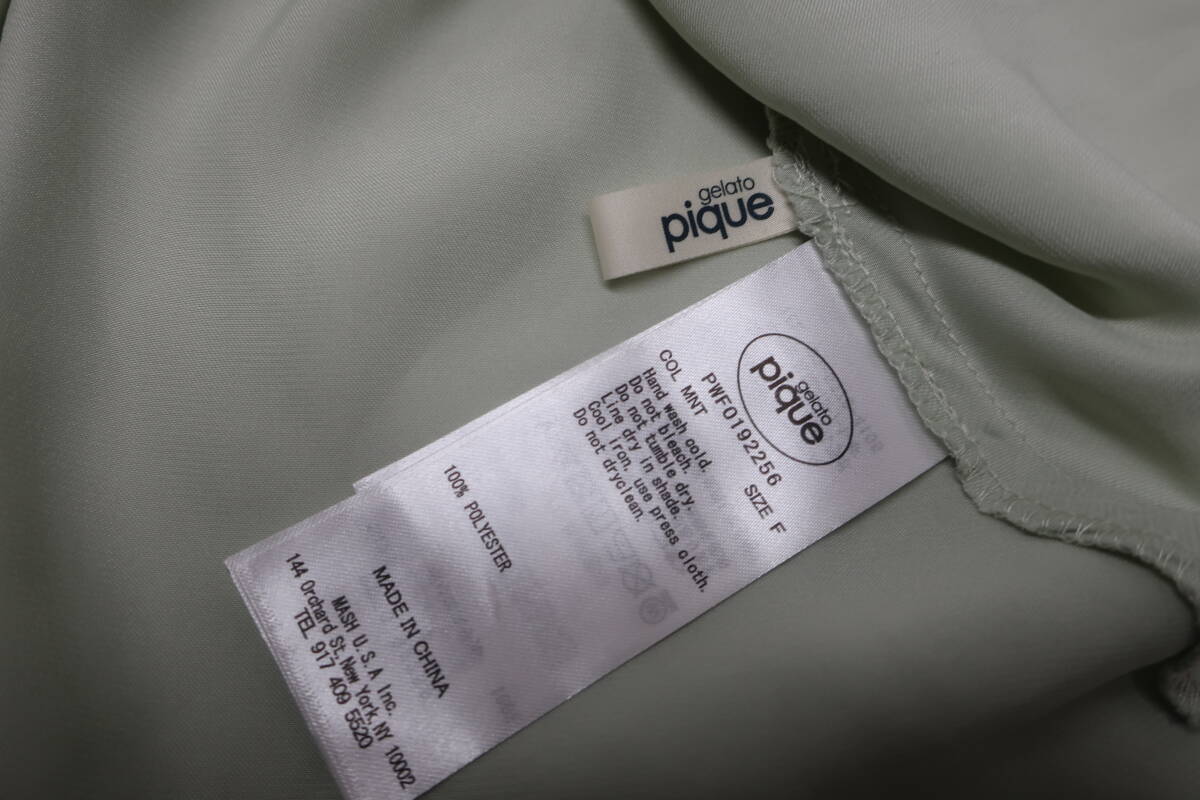 gelato
pique
gelato
pique
PWF0192256 SIZE F
COL MNT
Hand wash cold.
Do not bleach.
Do not tumble dry.
Line dry in shade.
Cool iron, use press cloth.
Do not dryclean.
100% POLYESTER
MADE IN CHINA
MASH U.S.A Inc.
144 Orchard St, New York, NY 10002
TEL 917 409 5520